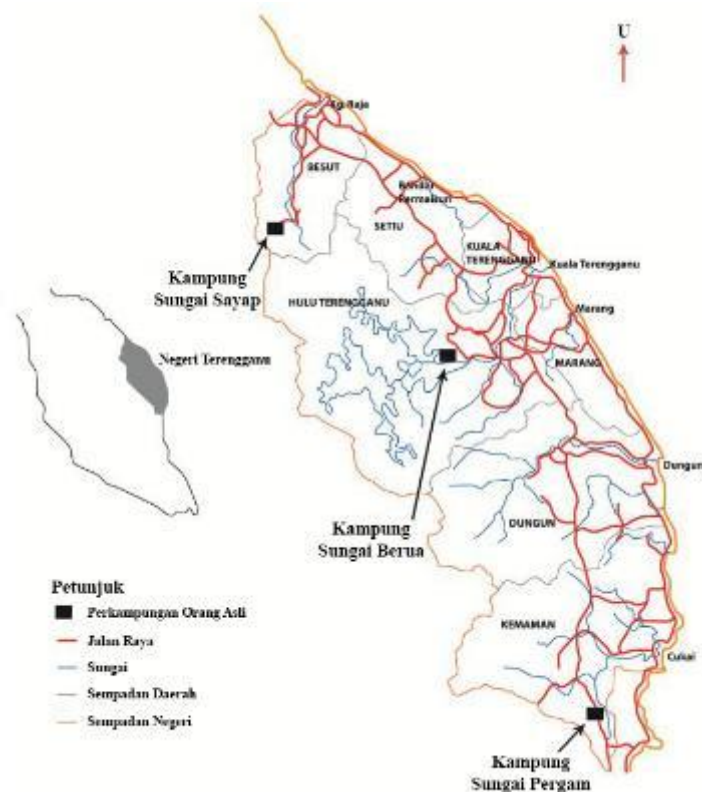 U
Kg. Raja
BESUT
Bandar
Permaisuri
SETIU
KUALA
TERENGGANU
Kuala Terengganu
Kampung
Sungai Sayap
HULU TERENGGANU
Marang
MARANG
Negeri Terengganu
Dungun
Kampung
Sungai Berua
DUNGUN
Petunjuk
Perkampungan Orang Asli
Jalan Raya
Sungai
Sempadan Daerah
Sempadan Negeri
KEMAMAN
Cukai
Kampung
Sungai Pergam